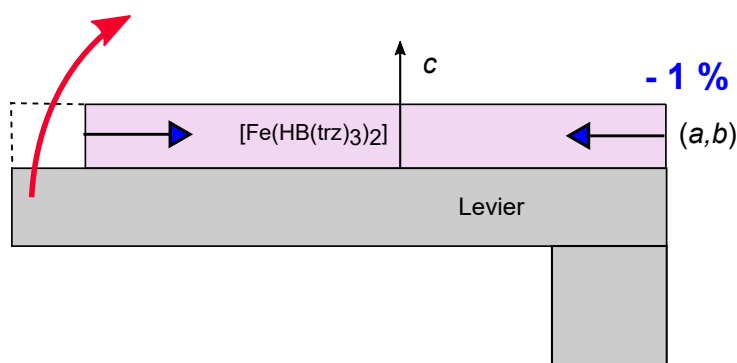 c
- 1 %
[Fe(HB(trz)3)2]
(a,b)
Levier